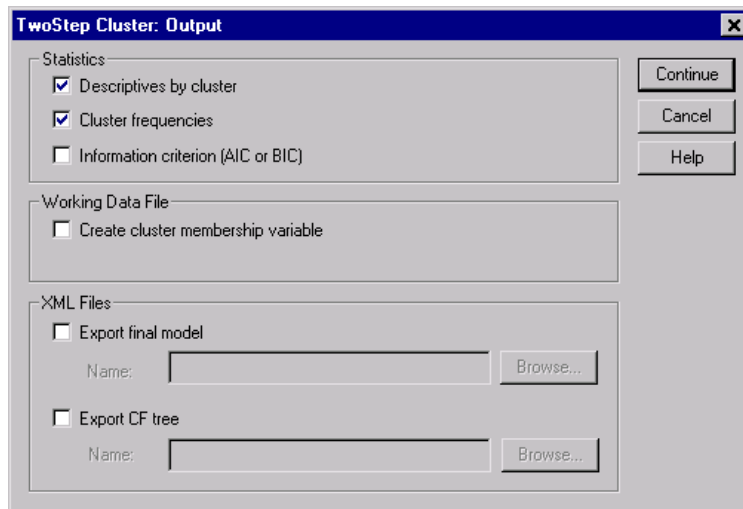 TwoStep Cluster: Output
Statistics
Descriptives by cluster
Cluster frequencies
Information criterion (AIC or BIC)
Working Data File
Create cluster membership variable
XML Files
Export final model
Name:
Browse...
Export CF tree
Name:
Browse...
Continue
Cancel
Help